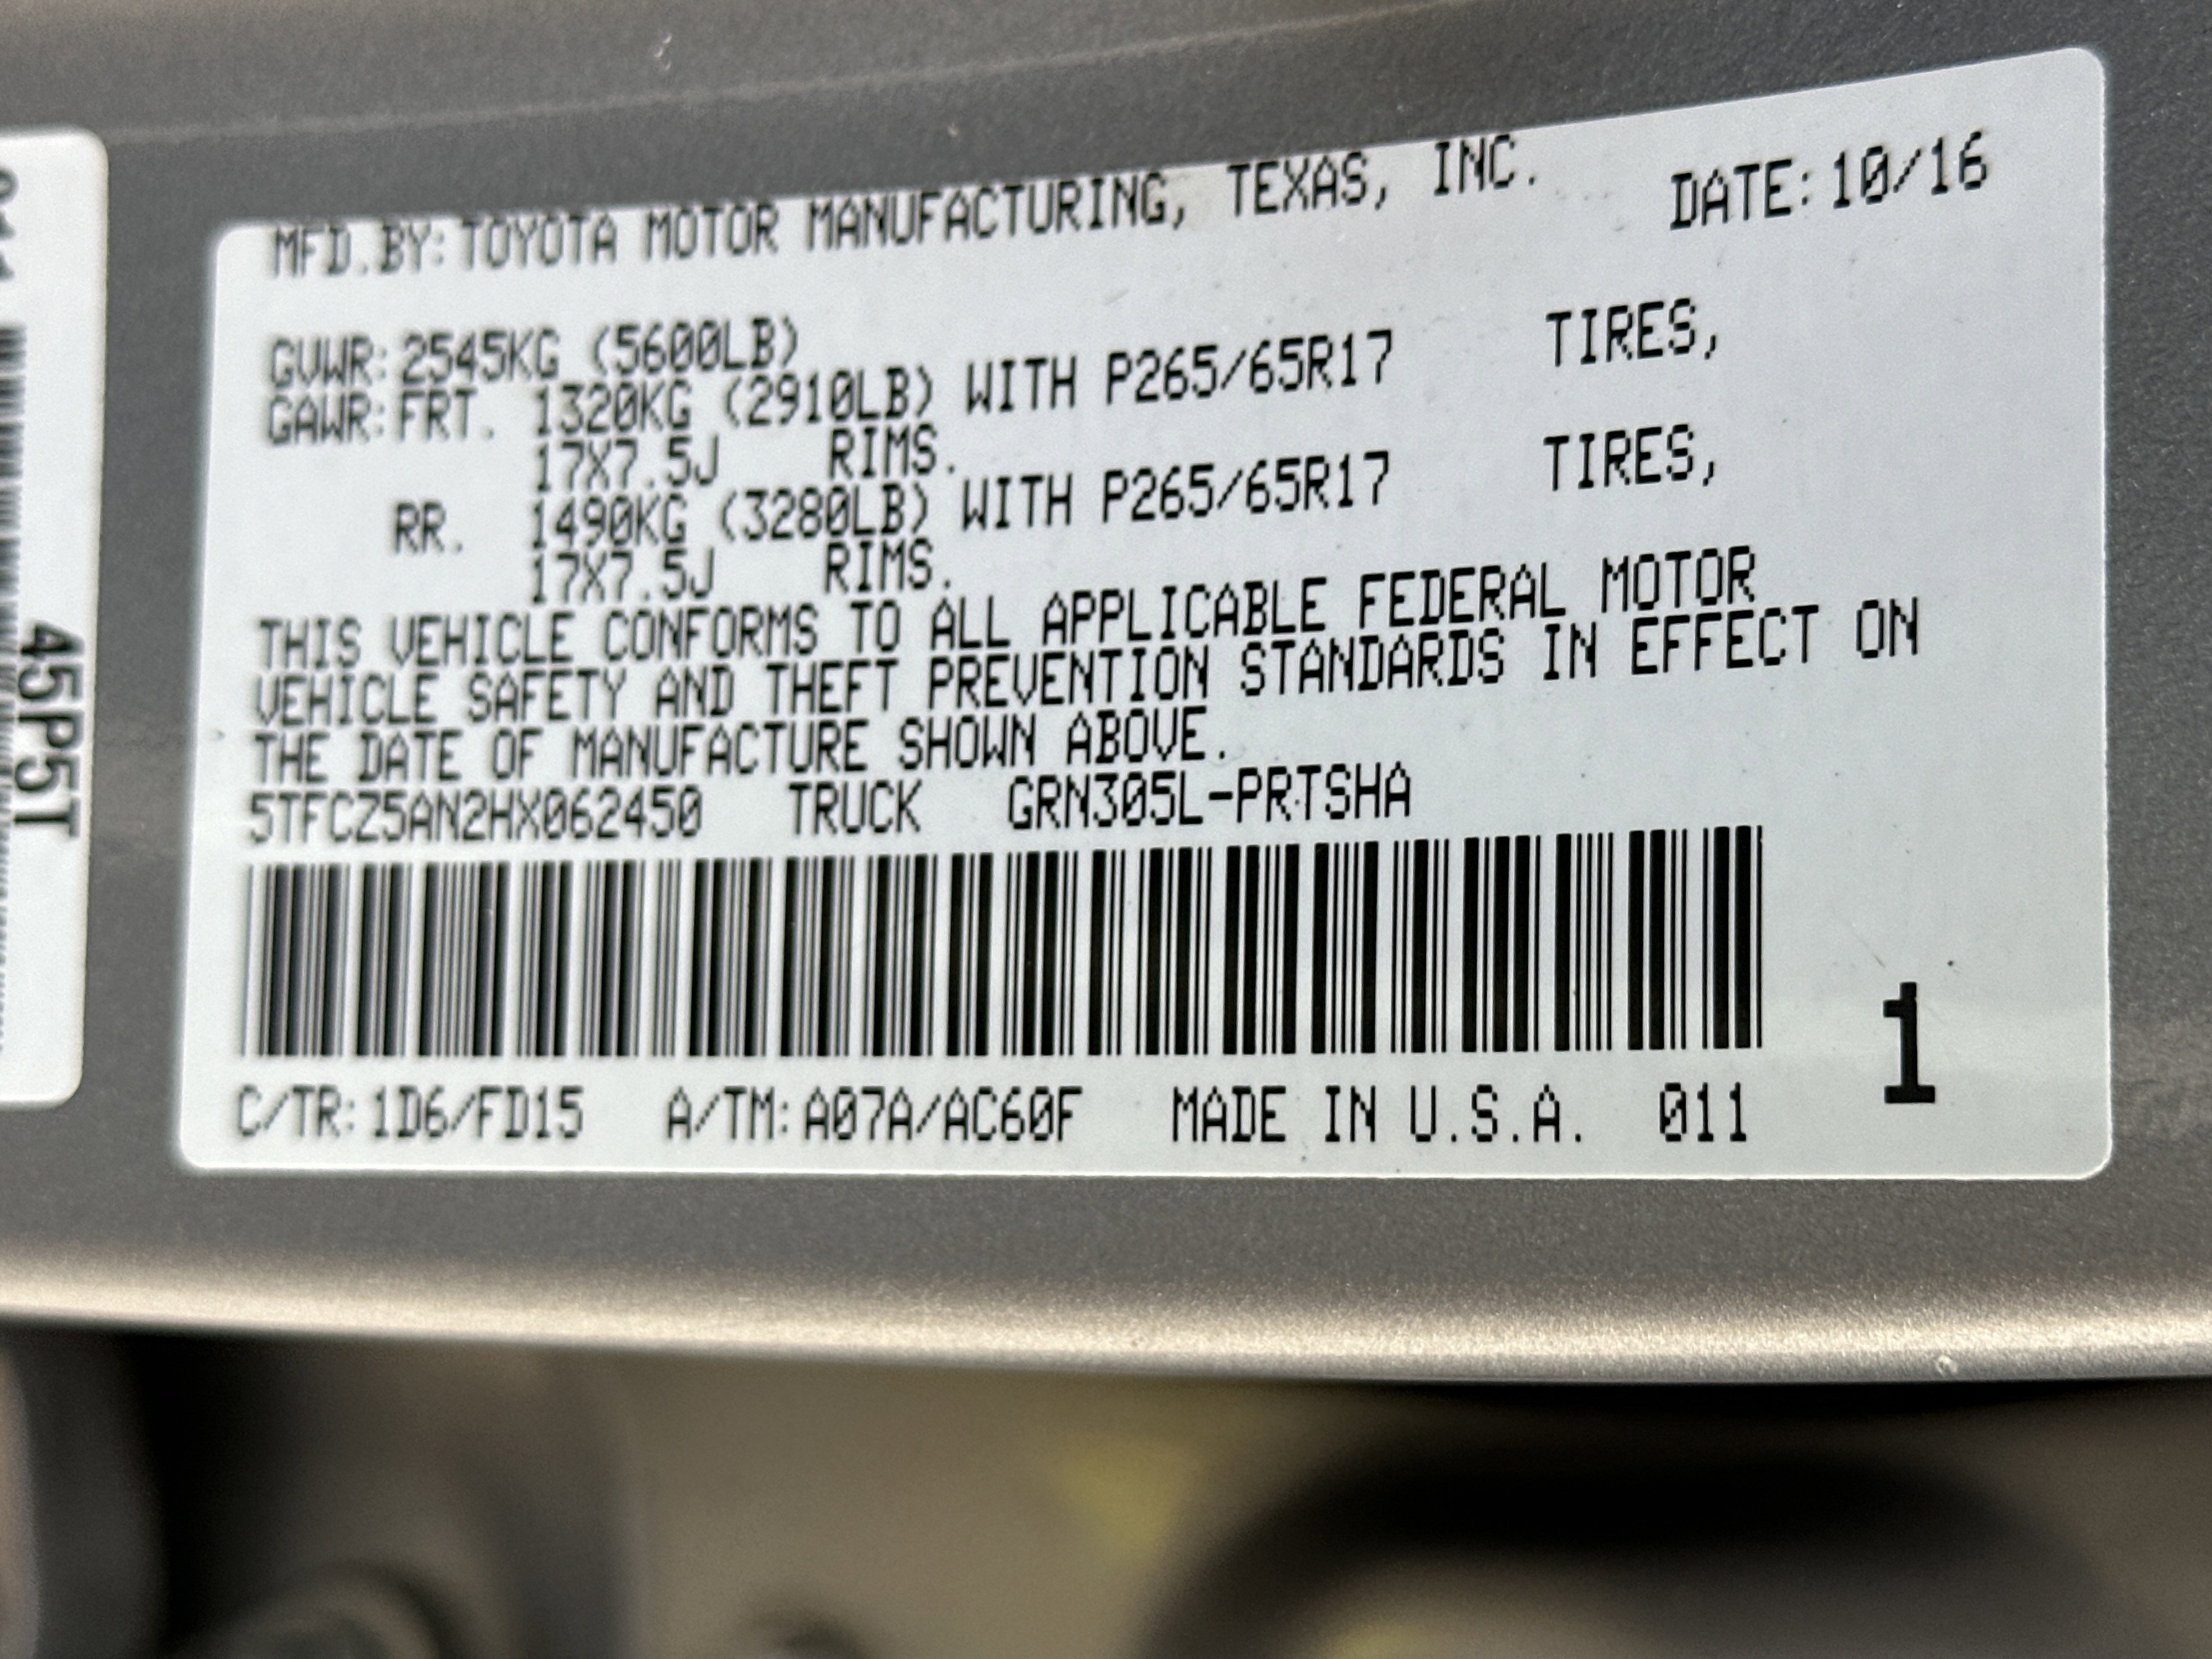 MFD.BY:TOYOTA MOTOR MANUFACTURING, TEXAS, INC. DATE:10/16
GVWR:2545KG (5600LB)
GAWR:FRT. 1320KG (2910LB) WITH P265/65R17 TIRES,
17X7.5J RIMS.
RR. 1490KG (3280LB) WITH P265/65R17 TIRES,
17X7.5J RIMS.
THIS VEHICLE CONFORMS TO ALL APPLICABLE FEDERAL MOTOR
VEHICLE SAFETY AND THEFT PREVENTION STANDARDS IN EFFECT ON
THE DATE OF MANUFACTURE SHOWN ABOVE.
5TFCZ5AN2HX062450 TRUCK GRN305L-PRTSHA
C/TR:1D6/FD15 A/TM:A07A/AC60F MADE IN U.S.A. 011
1
45P5T